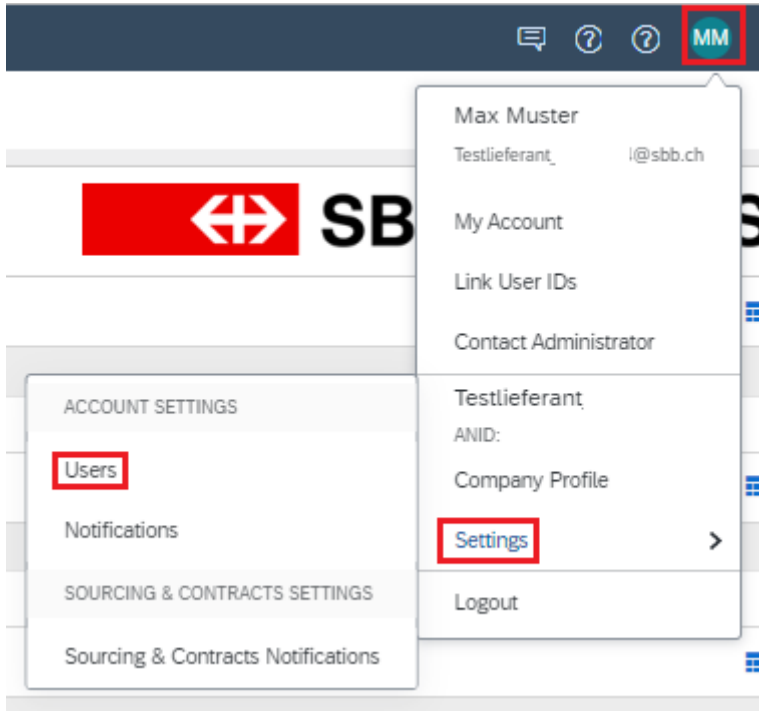 MM
Max Muster
Testlieferant_ @sbb.ch
SB
S
My Account
Link User IDs
Contact Administrator
Testlieferant
ANID:
Company Profile
Settings
Logout
ACCOUNT SETTINGS
Users
Notifications
SOURCING & CONTRACTS SETTINGS
Sourcing & Contracts Notifications